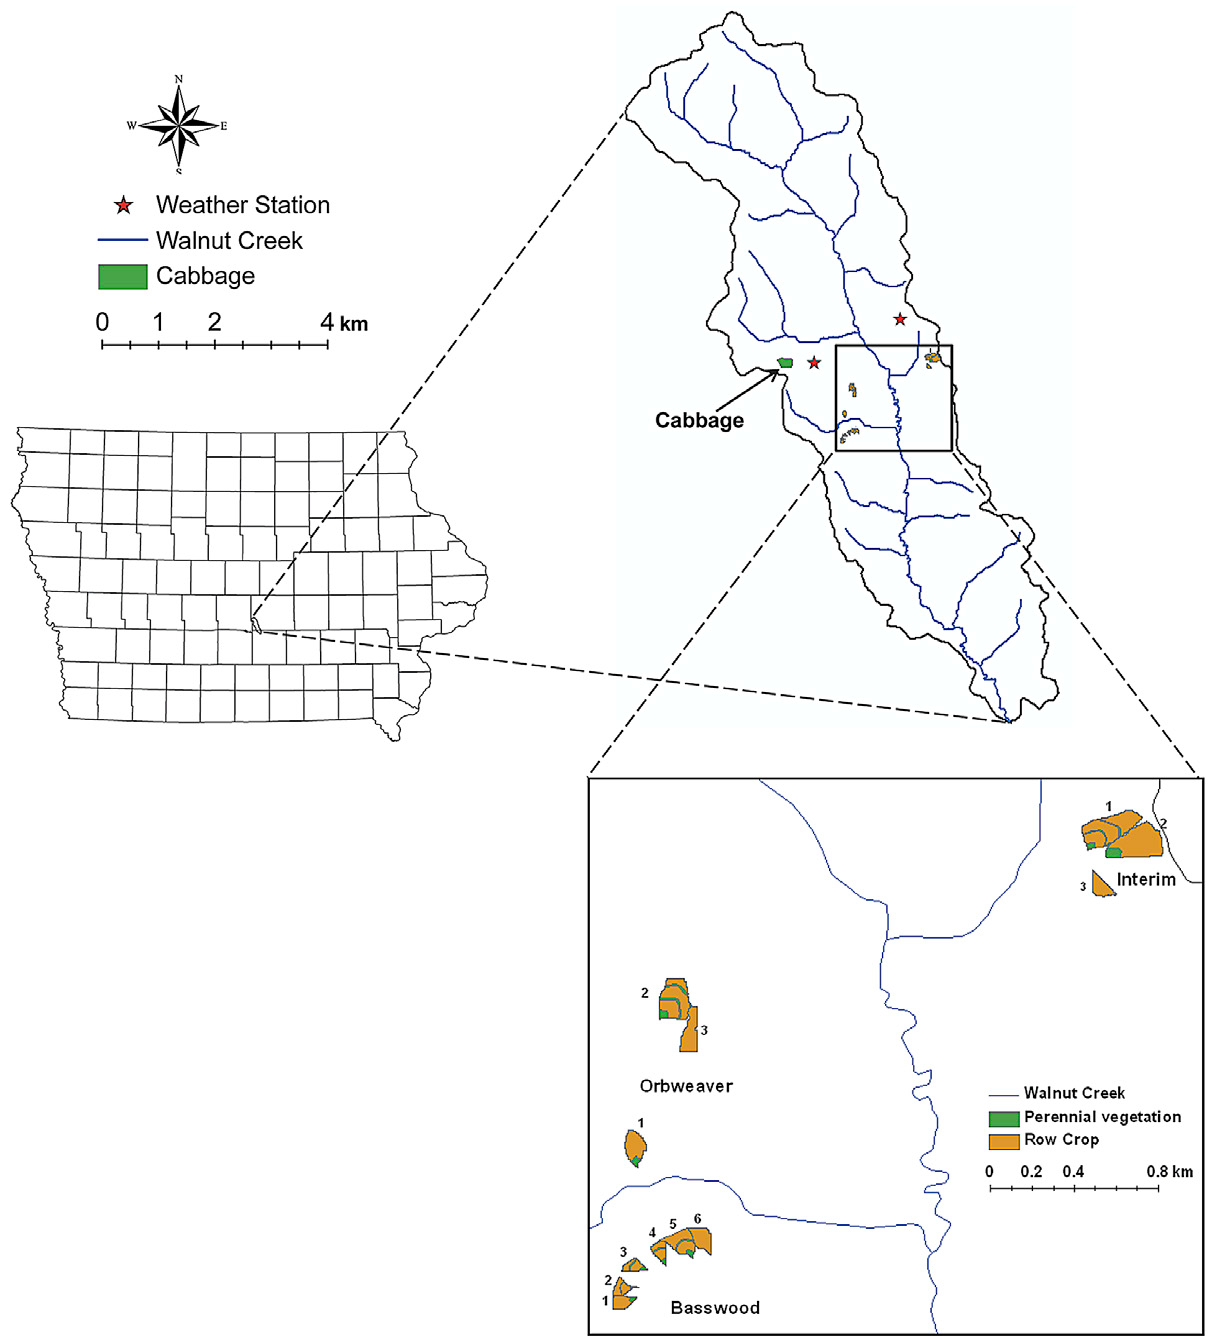 N
W E
S
Weather Station
Walnut Creek
Cabbage
0 1 2 4 km
Cabbage
1
2
3 Interim
2
3
Orbweaver
1
Walnut Creek
Perennial vegetation
Row Crop
0 0.2 0.4 0.8 km
6
5
4
3
2
1
Basswood